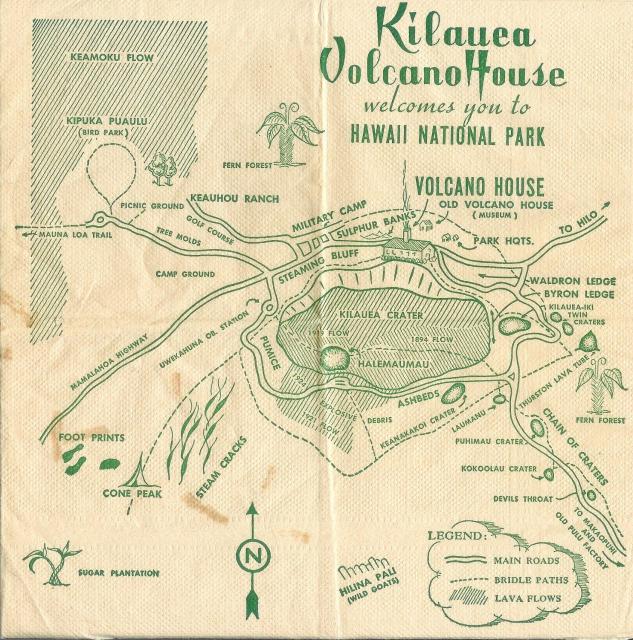 Kilauea
Volcano House
welcomes you to
HAWAII NATIONAL PARK
KEAMOKU FLOW
KIPUKA PUAULU
(BIRD PARK)
FERN FOREST
VOLCANO HOUSE
OLD VOLCANO HOUSE
(MUSEUM)
PICNIC GROUND
KEAUHOU RANCH
GOLF COURSE
MILITARY CAMP
SULPHUR BANKS
PARK HQTS.
TO HILO
MAUNA LOA TRAIL
TREE MOLDS
CAMP GROUND
STEAMING BLUFF
WALDRON LEDGE
BYRON LEDGE
KILAUEA-IKI
TWIN
CRATERS
KILAUEA CRATER
UWEKAHUNA OB. STATION
1919 FLOW
1894 FLOW
MAMALAHOA HIGHWAY
PUMICE
HALEMAUMAU
THURSTON LAVA TUBE
ASHBEDS
FERN FOREST
1921 FLOW
EXPLOSIVE
DEBRIS
KEANAKAKOI CRATER
LAUMANU
CHAIN OF CRATERS
PUHIMAU CRATER
KOKOOLAU CRATER
DEVILS THROAT
TO MAKAOPUHI
AND
OLD PULU FACTORY
FOOT PRINTS
CONE PEAK
STEAM CRACKS
N
SUGAR PLANTATION
HILINA PALI
(WILD GOATS)
LEGEND:
MAIN ROADS
BRIDLE PATHS
LAVA FLOWS